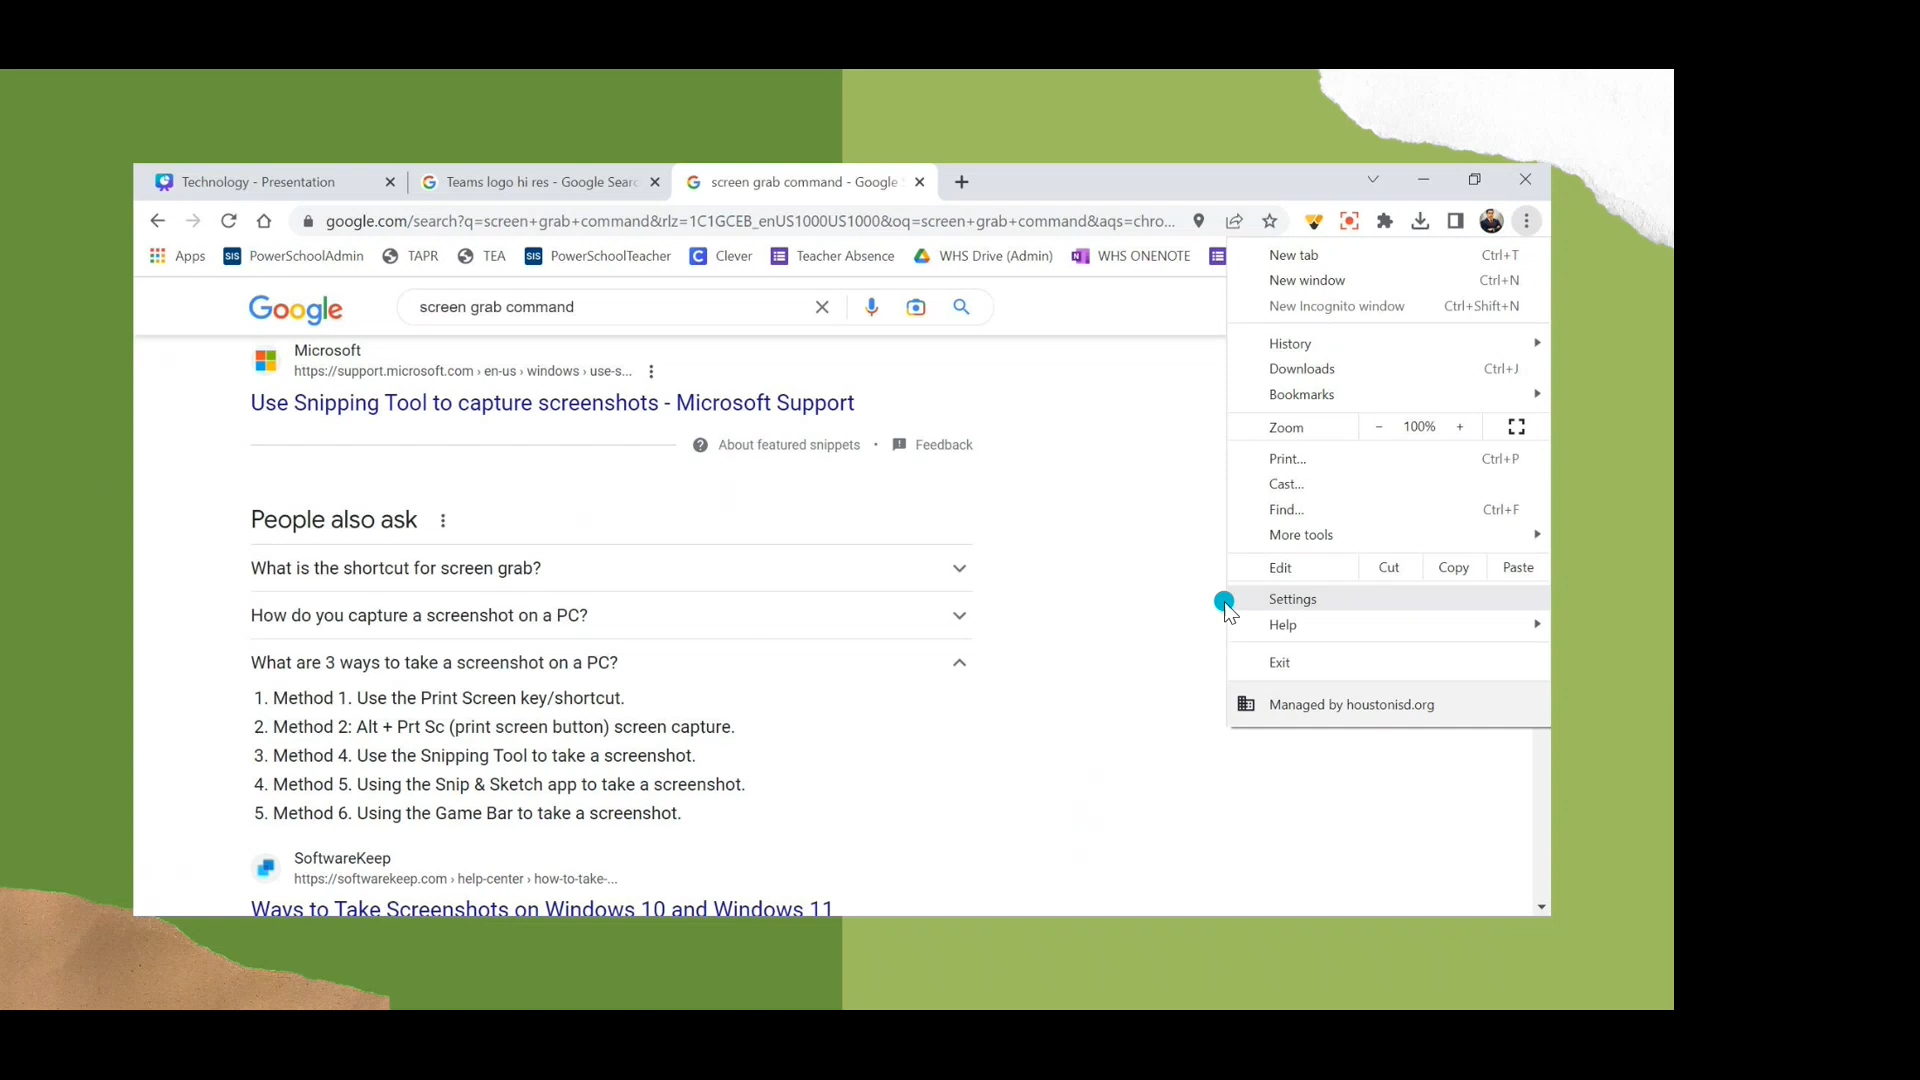 Technology - Presentation
Teams logo hi res - Google Sear
screen grab command - Google
google.com/search?q=screen+grab+command&rlz=1C1GCEB_enUS1000US1000&oq=screen+grab+command&aqs=chro...
Apps
SIS PowerSchoolAdmin
TAPR
TEA
SIS PowerSchoolTeacher
C Clever
Teacher Absence
WHS Drive (Admin)
N WHS ONENOTE
Google
screen grab command
Microsoft
https://support.microsoft.com › en-us › windows › use-s...
Use Snipping Tool to capture screenshots - Microsoft Support
About featured snippets • Feedback
People also ask
What is the shortcut for screen grab?
How do you capture a screenshot on a PC?
What are 3 ways to take a screenshot on a PC?
1. Method 1. Use the Print Screen key/shortcut.
2. Method 2: Alt + Prt Sc (print screen button) screen capture.
3. Method 4. Use the Snipping Tool to take a screenshot.
4. Method 5. Using the Snip & Sketch app to take a screenshot.
5. Method 6. Using the Game Bar to take a screenshot.
SoftwareKeep
https://softwarekeep.com › help-center › how-to-take-...
Ways to Take Screenshots on Windows 10 and Windows 11
New tab Ctrl+T
New window Ctrl+N
New Incognito window Ctrl+Shift+N
History
Downloads Ctrl+J
Bookmarks
Zoom - 100% +
Print... Ctrl+P
Cast...
Find... Ctrl+F
More tools
Edit Cut Copy Paste
Settings
Help
Exit
Managed by houstonisd.org